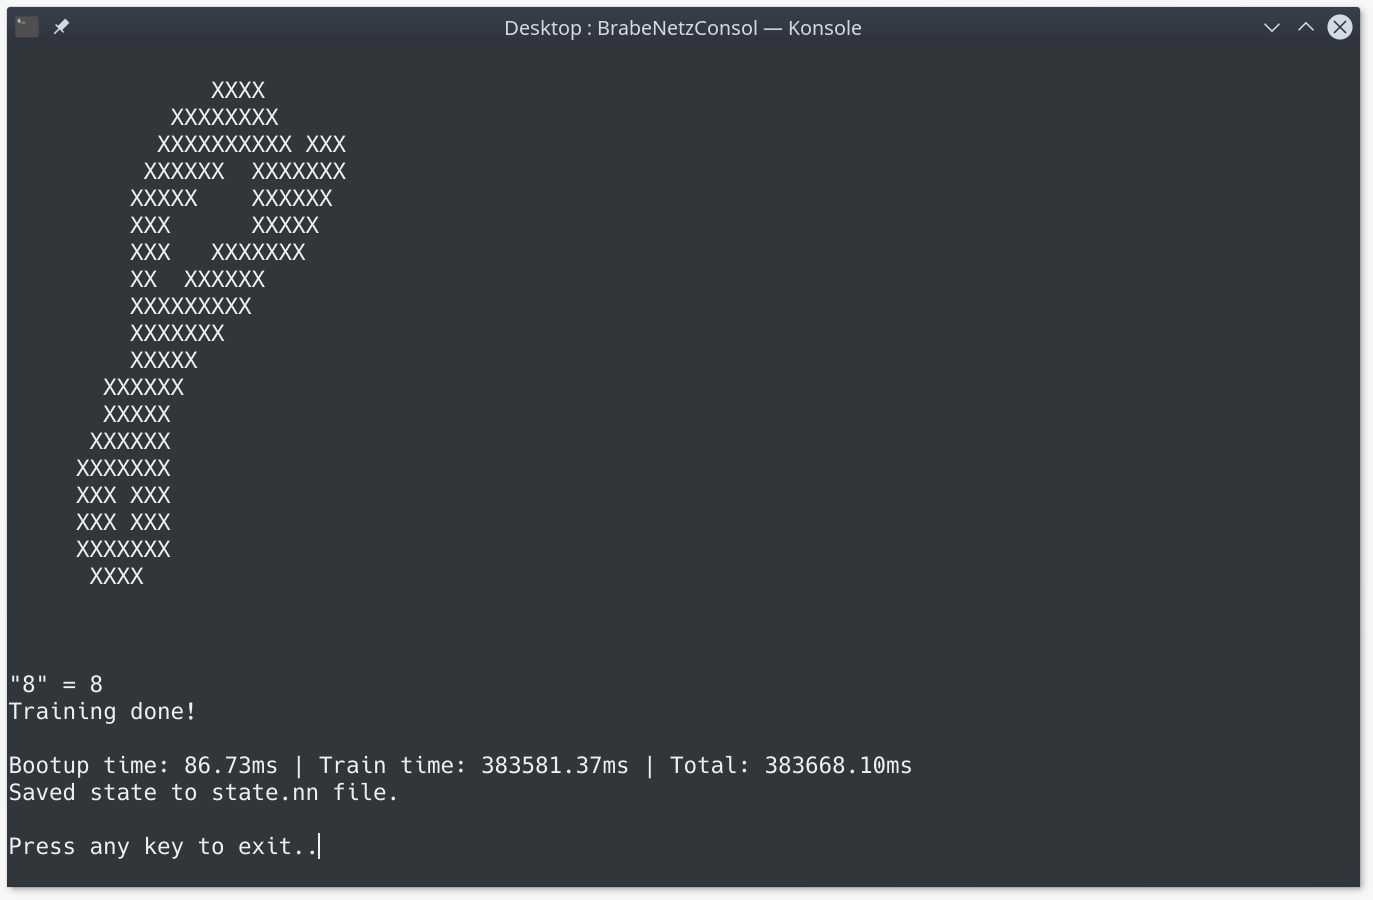 Desktop : BrabeNetzConsol — Konsole
               XXXX
            XXXXXXXX
           XXXXXXXXXX XXX
          XXXXXX  XXXXXXX
         XXXXX    XXXXXX
         XXX      XXXXX
         XXX   XXXXXXX
         XX  XXXXXX
         XXXXXXXXX
         XXXXXXX
         XXXXX
       XXXXXX
       XXXXX
      XXXXXX
     XXXXXXX
     XXX XXX
     XXX XXX
     XXXXXXX
      XXXX
"8" = 8
Training done!
Bootup time: 86.73ms | Train time: 383581.37ms | Total: 383668.10ms
Saved state to state.nn file.
Press any key to exit..